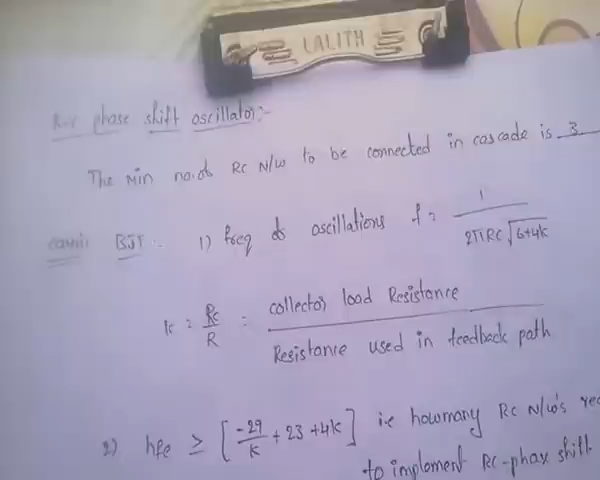 LALITH
R-C phase shift oscillator:-
The Min no.of RC N/W to be connected in cascade is 3
BJT:- 1) freq of oscillations f = 1 / 2πRC√6+4k
k = Rc / R = collector load Resistance / Resistance used in feedback path
2) hfe ≥ [-29/k + 23 + 4k] i.e howmany RC N/W's
to implement RC-phase shift